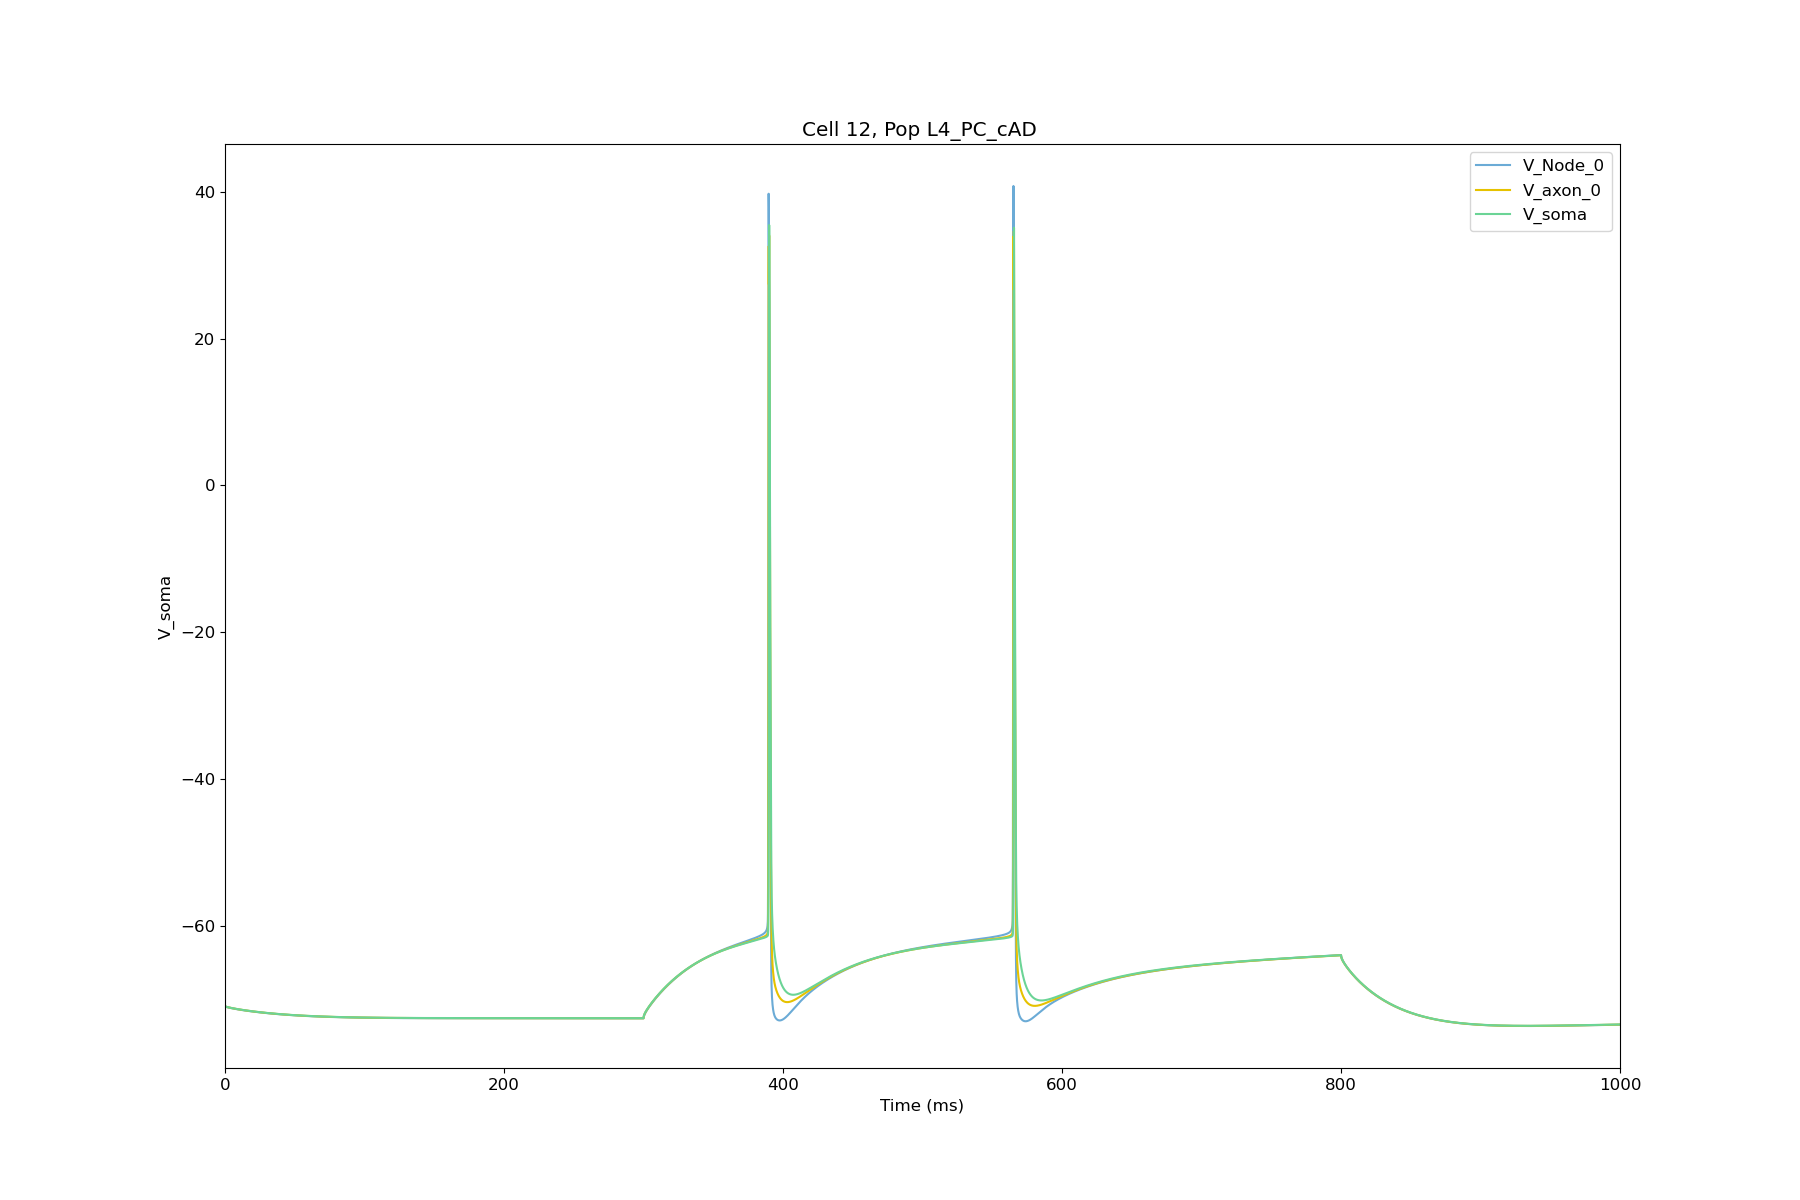 Cell 12, Pop L4_PC_cAD
V_Node_0
V_axon_0
V_soma
40
20
0
−20
−40
−60
V_soma
0 200 400 600 800 1000
Time (ms)